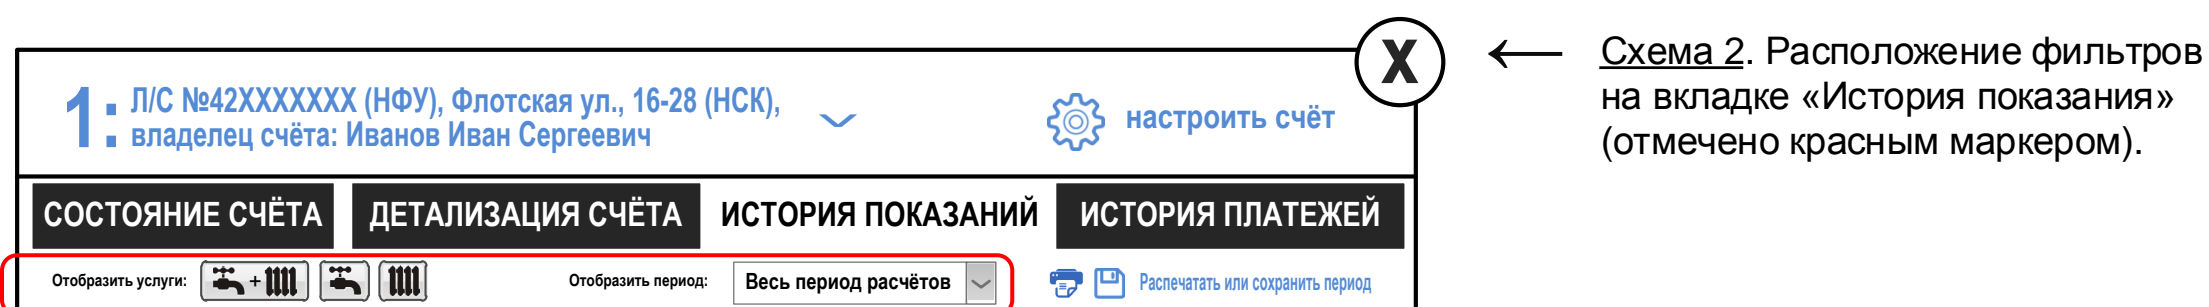 X
← Схема 2. Расположение фильтров
на вкладке «История показания»
(отмечено красным маркером).
1: Л/С №42XXXXXXX (НФУ), Флотская ул., 16-28 (НСК),
владелец счёта: Иванов Иван Сергеевич
настроить счёт
СОСТОЯНИЕ СЧЁТА ДЕТАЛИЗАЦИЯ СЧЁТА ИСТОРИЯ ПОКАЗАНИЙ ИСТОРИЯ ПЛАТЕЖЕЙ
Отобразить услуги: + Отобразить период: Весь период расчётов Распечатать или сохранить период